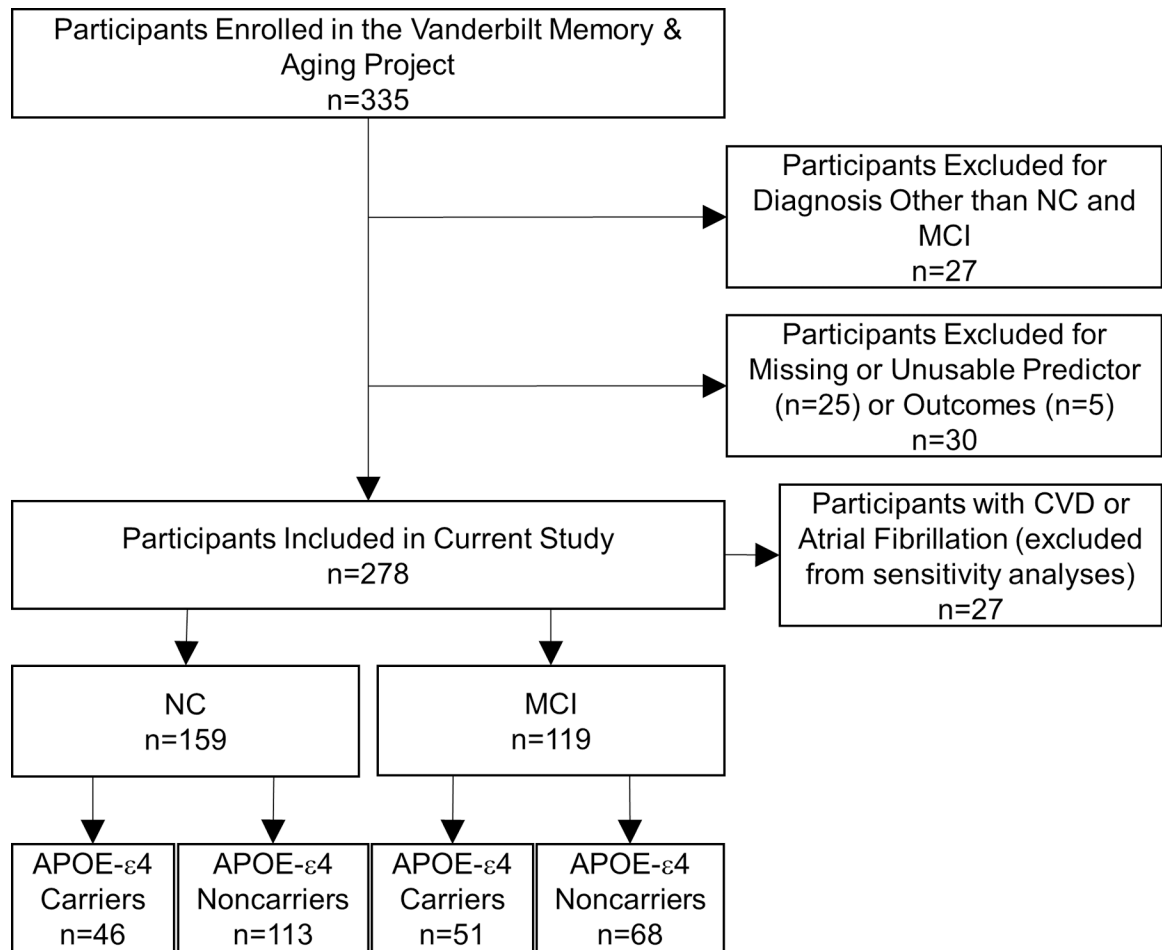 Participants Enrolled in the Vanderbilt Memory &
Aging Project
n=335
Participants Excluded for
Diagnosis Other than NC and
MCI
n=27
Participants Excluded for
Missing or Unusable Predictor
(n=25) or Outcomes (n=5)
n=30
Participants Included in Current Study
n=278
Participants with CVD or
Atrial Fibrillation (excluded
from sensitivity analyses)
n=27
NC
n=159
MCI
n=119
APOE-ε4
Carriers
n=46
APOE-ε4
Noncarriers
n=113
APOE-ε4
Carriers
n=51
APOE-ε4
Noncarriers
n=68